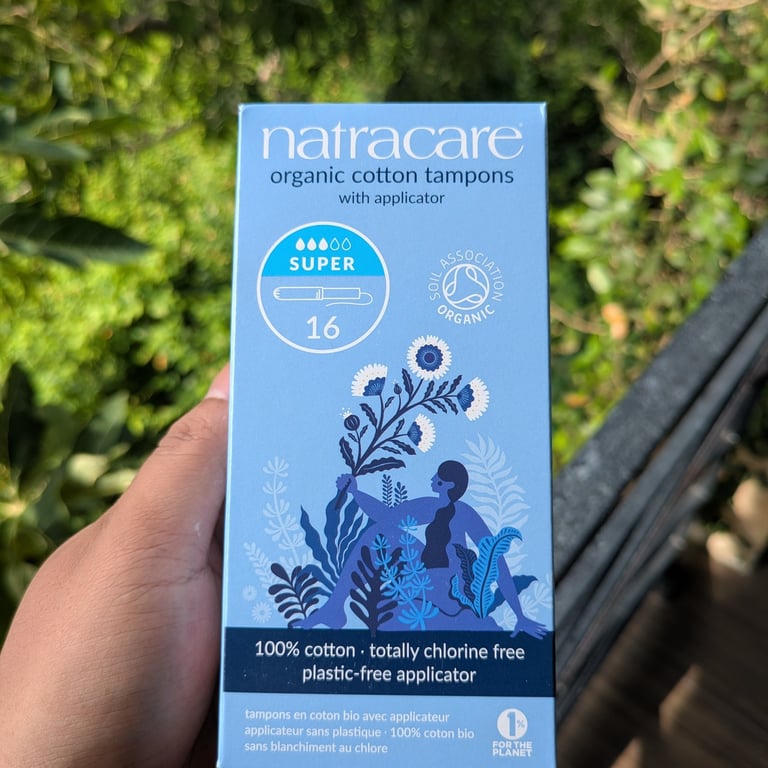 natracare®
organic cotton tampons
with applicator
SUPER
16
SOIL ASSOCIATION
ORGANIC
100% cotton · totally chlorine free
plastic-free applicator
tampons en coton bio avec applicateur
applicateur sans plastique · 100% coton bio
sans blanchiment au chlore
1%
FOR THE
PLANET